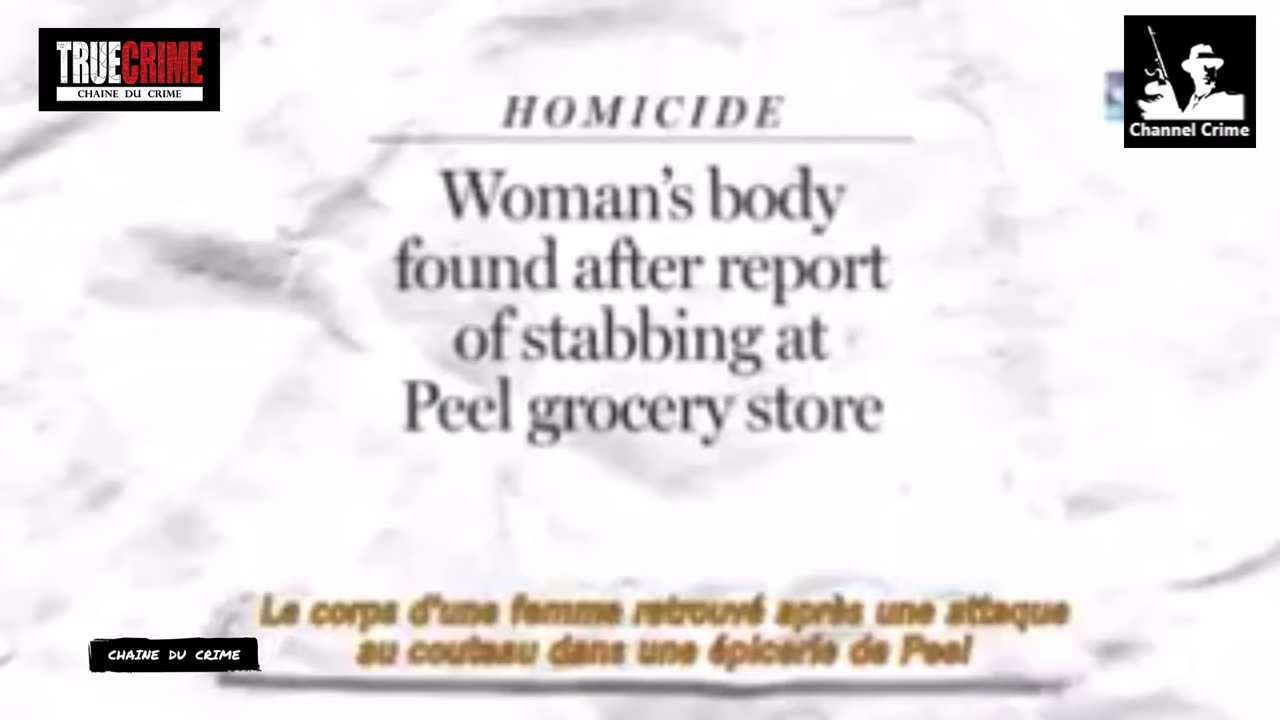 TRUECRIME
CHAINE DU CRIME
Channel Crime
HOMICIDE
Woman's body
found after report
of stabbing at
Peel grocery store
Le corps d'une femme retrouvé après une attaque
au couteau dans une épicerie de Peel
CHAINE DU CRIME